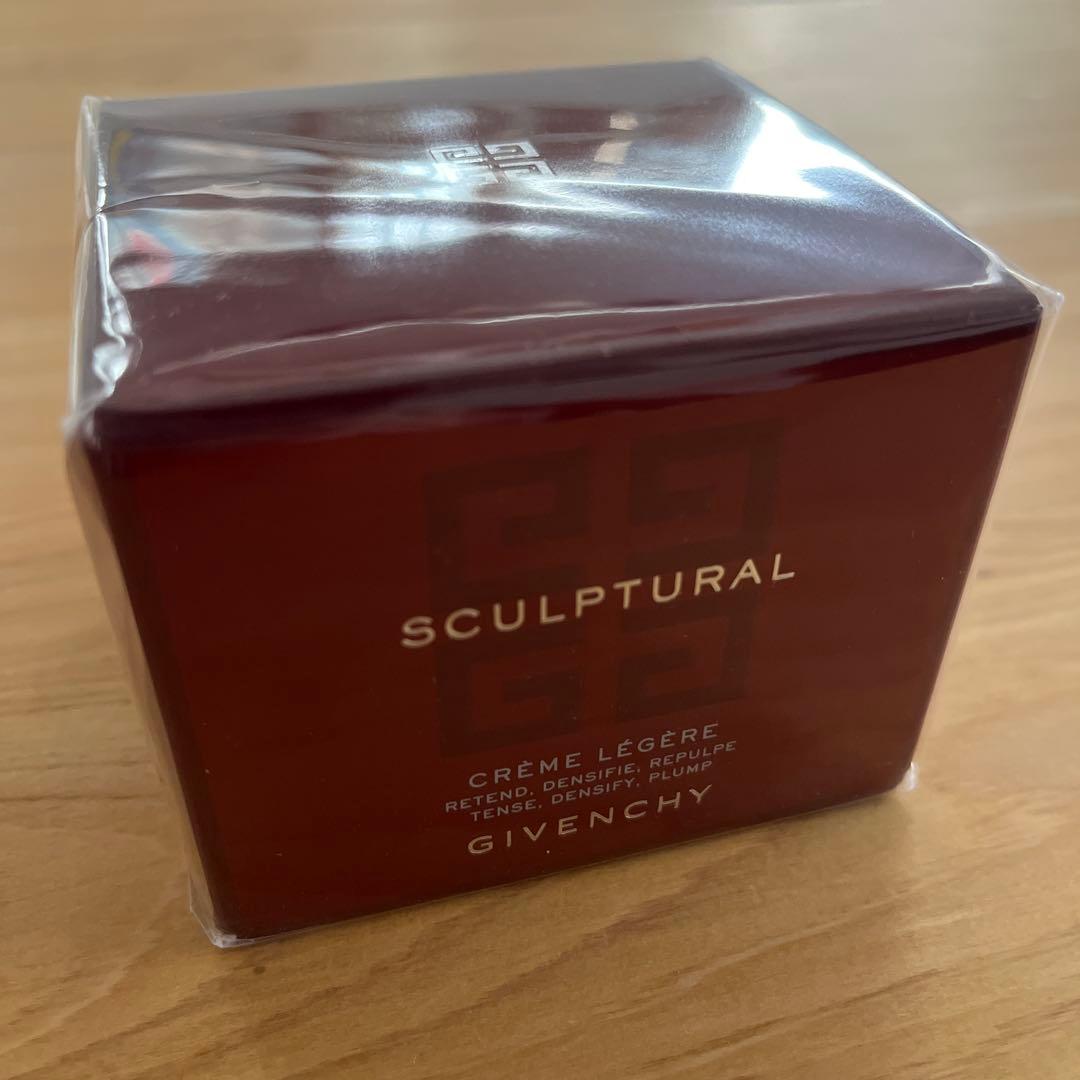 SCULPTURAL
CRÈME LÉGÈRE
RETEND, DENSIFIE, REPULPE
TENSE, DENSIFY, PLUMP
GIVENCHY